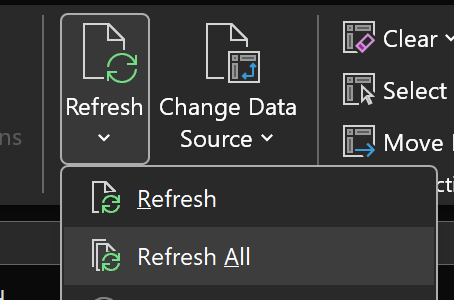 Refresh
Change Data
Source
Clear
Select
Move
Refresh
Refresh All